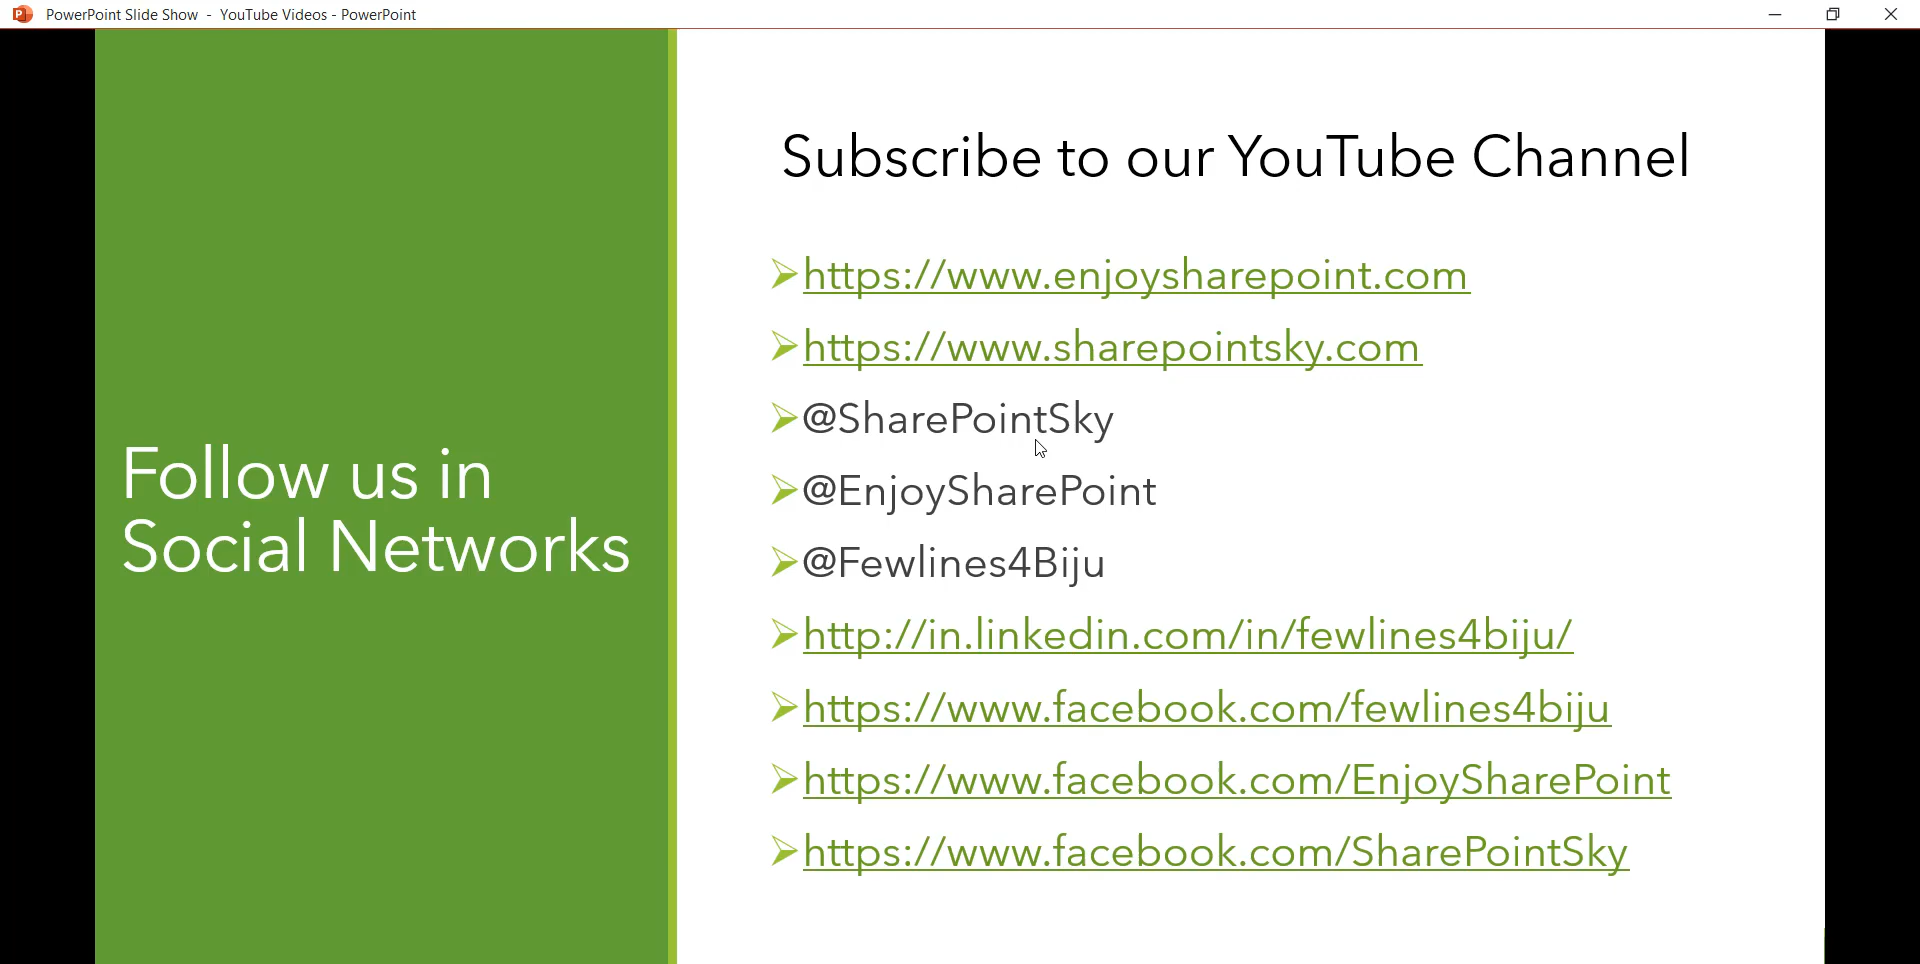 PowerPoint Slide Show - YouTube Videos - PowerPoint
Follow us in
Social Networks
Subscribe to our YouTube Channel
https://www.enjoysharepoint.com
https://www.sharepointsky.com
@SharePointSky
@EnjoySharePoint
@Fewlines4Biju
http://in.linkedin.com/in/fewlines4biju/
https://www.facebook.com/fewlines4biju
https://www.facebook.com/EnjoySharePoint
https://www.facebook.com/SharePointSky